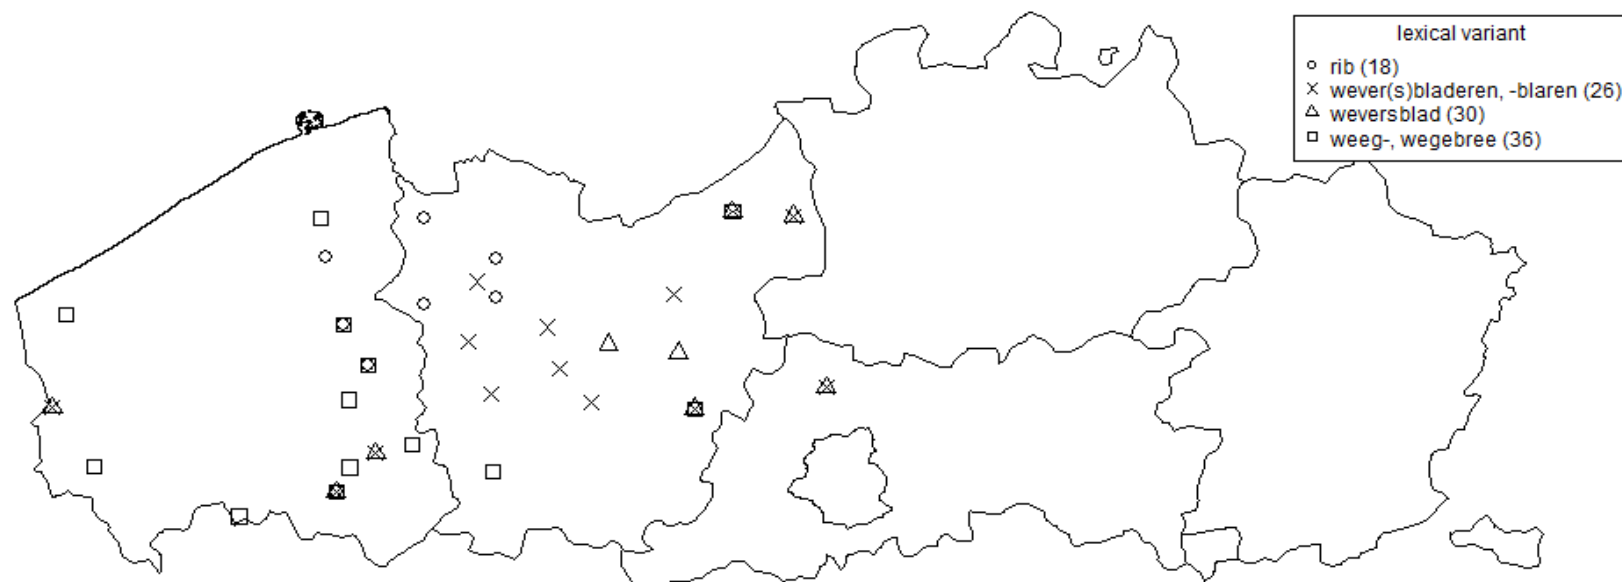 lexical variant
rib (18)
wever(s)bladeren, -blaren (26)
weversblad (30)
weeg-, wegebree (36)